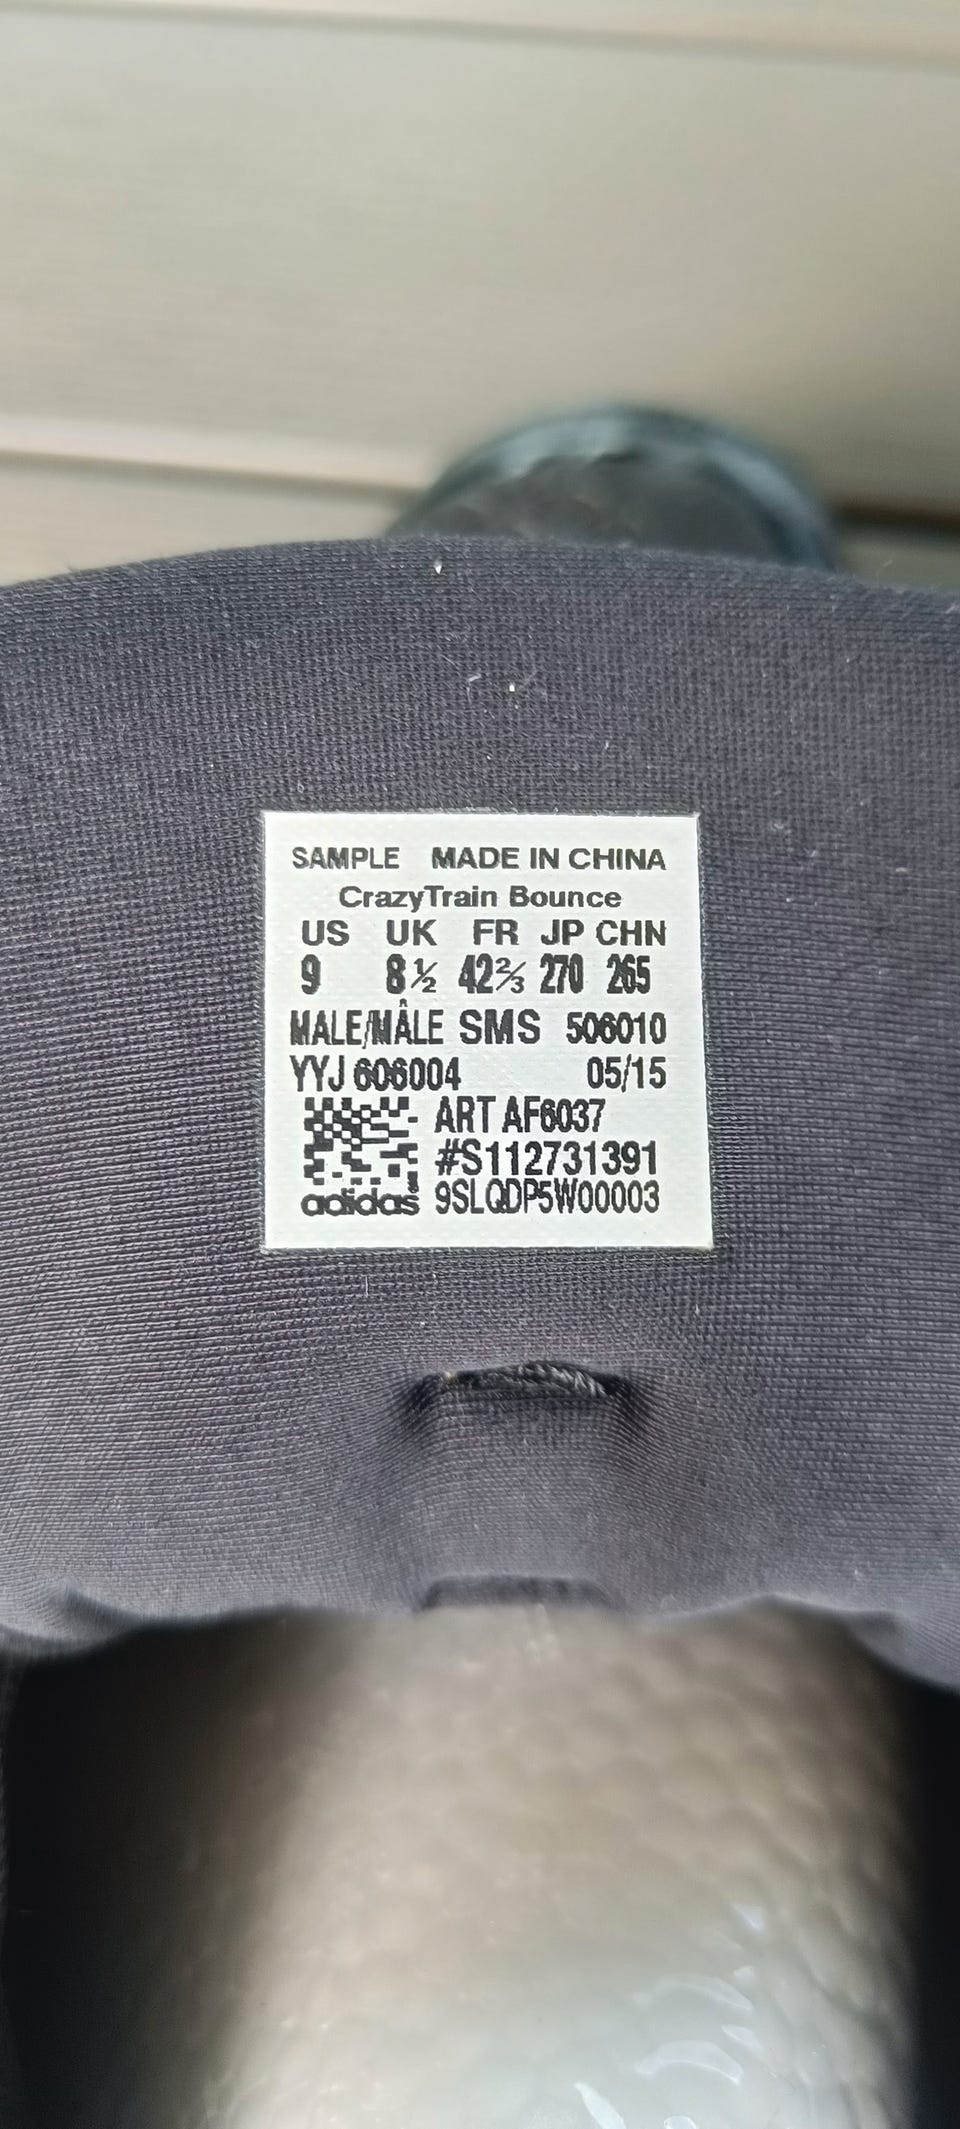 SAMPLE MADE IN CHINA
CrazyTrain Bounce
US UK FR JP CHN
9 8½ 42⅔ 270 265
MALE/MÂLE SMS 506010
YYJ 606004 05/15
ART AF6037
#S112731391
adidas 9SLQDP5W00003